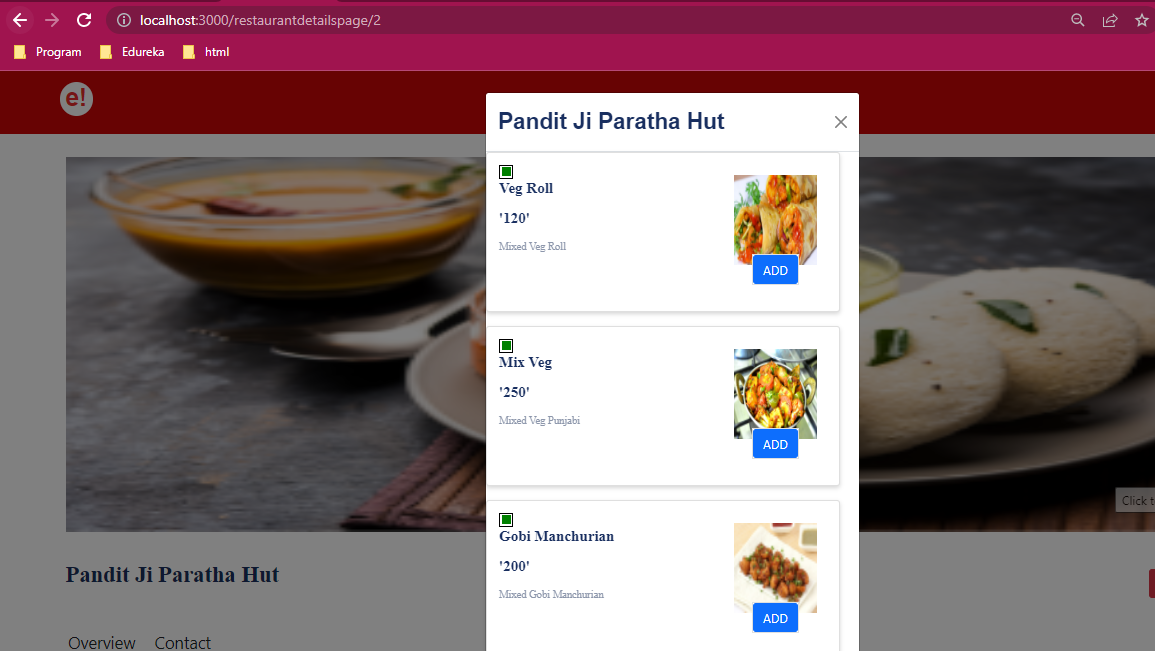 localhost:3000/restaurantdetailspage/2
Program Edureka html
e!
Pandit Ji Paratha Hut
Veg Roll
'120'
Mixed Veg Roll
ADD
Mix Veg
'250'
Mixed Veg Punjabi
ADD
Gobi Manchurian
'200'
Mixed Gobi Manchurian
ADD
Click t
Pandit Ji Paratha Hut
Overview Contact